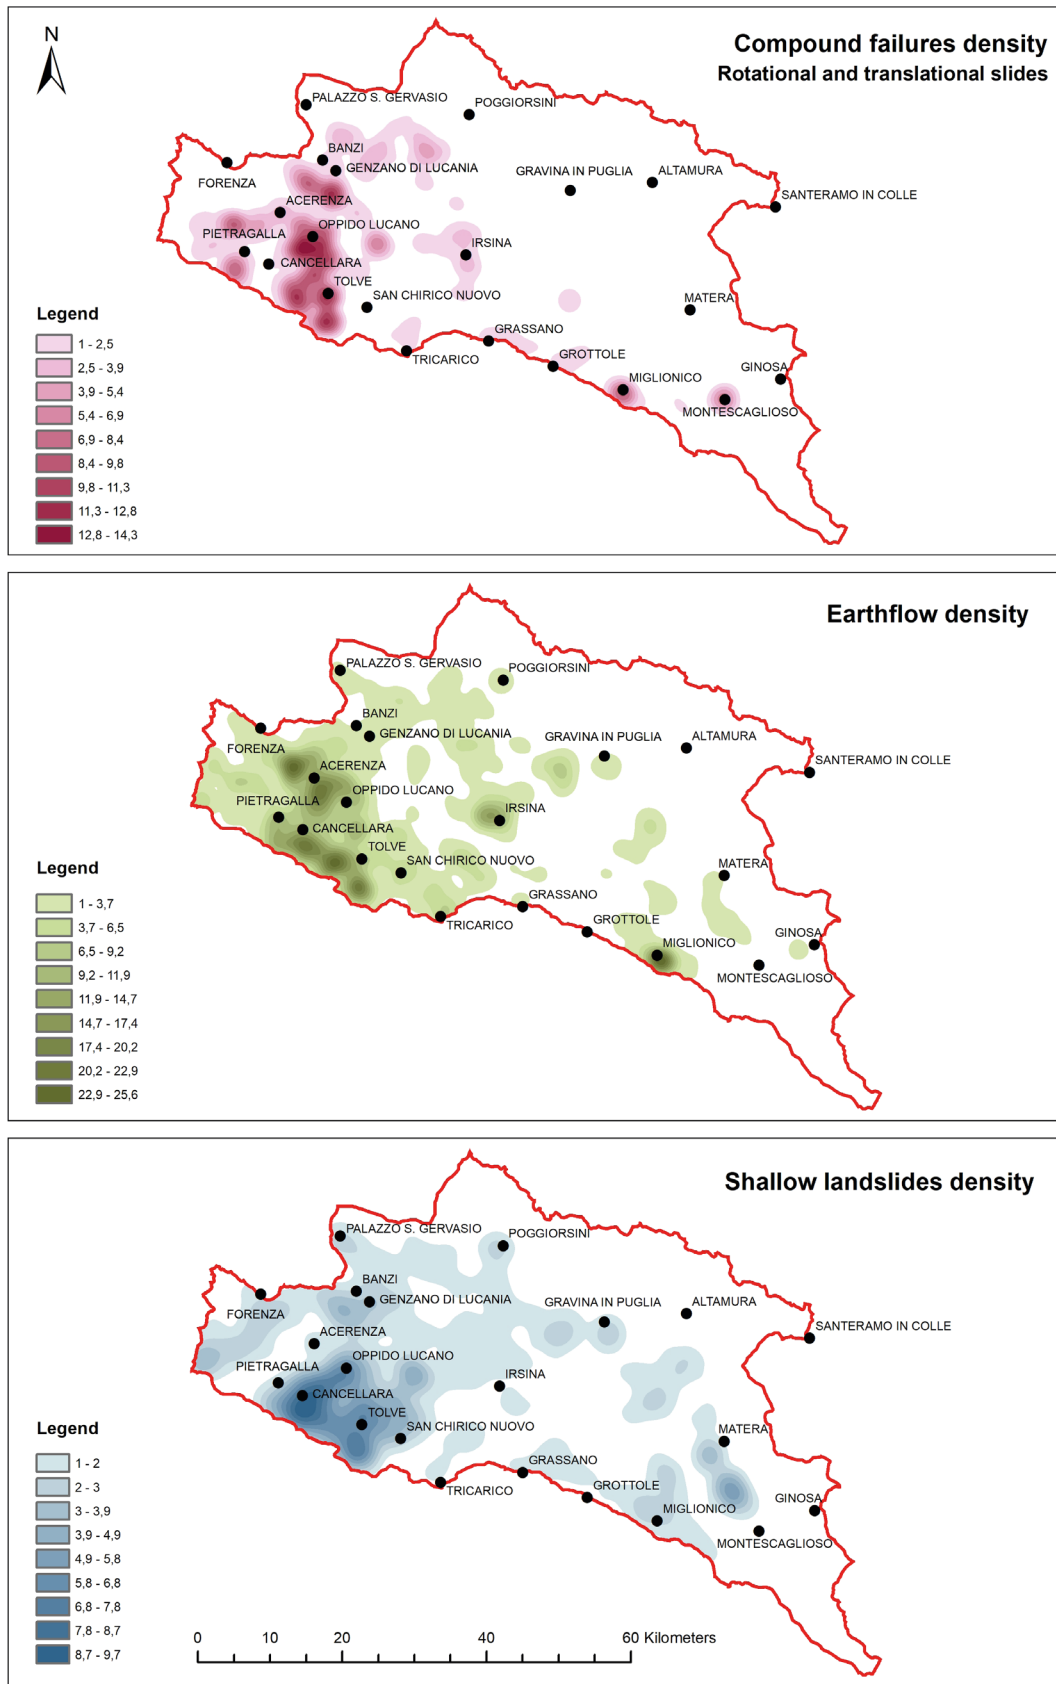 Compound failures density
Rotational and translational slides
N
PALAZZO S. GERVASIO
POGGIORSINI
BANZI
GENZANO DI LUCANIA
FORENZA
GRAVINA IN PUGLIA
ALTAMURA
SANTERAMO IN COLLE
ACERENZA
OPPIDO LUCANO
PIETRAGALLA
IRSINA
CANCELLARA
TOLVE
SAN CHIRICO NUOVO
MATERA
GRASSANO
TRICARICO
GROTTOLE
GINOSA
MIGLIONICO
MONTESCAGLIOSO
Legend
1 - 2,5
2,5 - 3,9
3,9 - 5,4
5,4 - 6,9
6,9 - 8,4
8,4 - 9,8
9,8 - 11,3
11,3 - 12,8
12,8 - 14,3
Earthflow density
PALAZZO S. GERVASIO
POGGIORSINI
BANZI
GENZANO DI LUCANIA
FORENZA
GRAVINA IN PUGLIA
ALTAMURA
SANTERAMO IN COLLE
ACERENZA
OPPIDO LUCANO
PIETRAGALLA
IRSINA
CANCELLARA
TOLVE
SAN CHIRICO NUOVO
MATERA
GRASSANO
TRICARICO
GROTTOLE
GINOSA
MIGLIONICO
MONTESCAGLIOSO
Legend
1 - 3,7
3,7 - 6,5
6,5 - 9,2
9,2 - 11,9
11,9 - 14,7
14,7 - 17,4
17,4 - 20,2
20,2 - 22,9
22,9 - 25,6
Shallow landslides density
PALAZZO S. GERVASIO
POGGIORSINI
BANZI
GENZANO DI LUCANIA
FORENZA
GRAVINA IN PUGLIA
ALTAMURA
SANTERAMO IN COLLE
ACERENZA
OPPIDO LUCANO
PIETRAGALLA
IRSINA
CANCELLARA
TOLVE
SAN CHIRICO NUOVO
MATERA
GRASSANO
TRICARICO
GROTTOLE
GINOSA
MIGLIONICO
MONTESCAGLIOSO
Legend
1 - 2
2 - 3
3 - 3,9
3,9 - 4,9
4,9 - 5,8
5,8 - 6,8
6,8 - 7,8
7,8 - 8,7
8,7 - 9,7
0 10 20 40 60 Kilometers